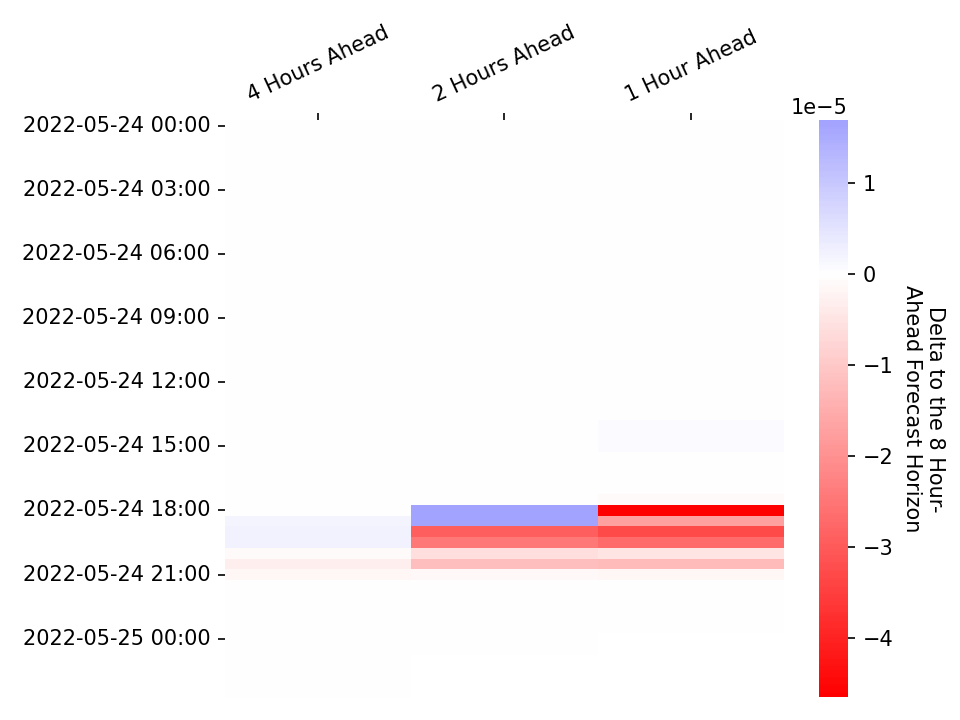 4 Hours Ahead
2 Hours Ahead
1 Hour Ahead
1e−5
2022-05-24 00:00
2022-05-24 03:00
2022-05-24 06:00
2022-05-24 09:00
2022-05-24 12:00
2022-05-24 15:00
2022-05-24 18:00
2022-05-24 21:00
2022-05-25 00:00
1
0
−1
−2
−3
−4
Delta to the 8 Hour-
Ahead Forecast Horizon